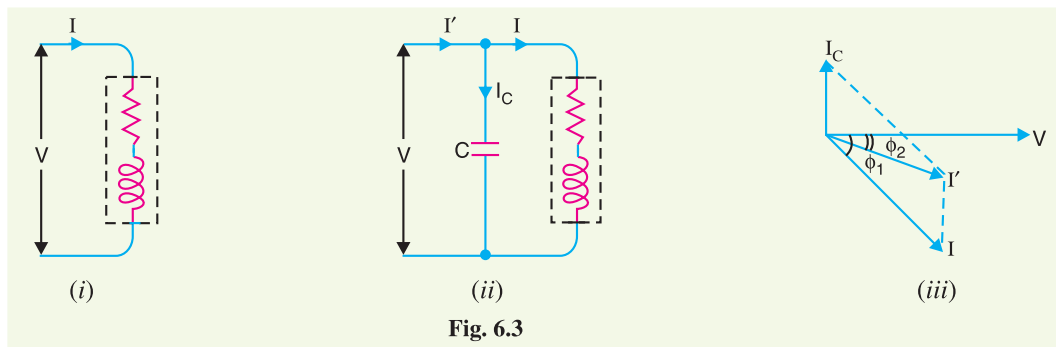 I
V
(i)
I′ I
I_C
C
V
(ii)
I_C
V
ϕ₂
ϕ₁
I′
I
(iii)
Fig. 6.3